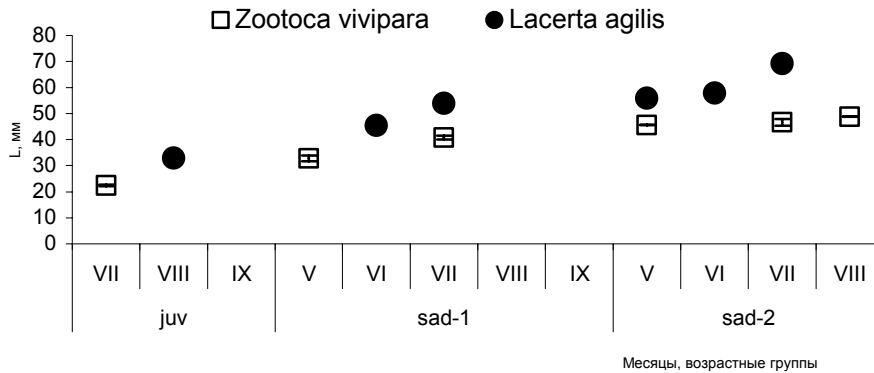 Zootoca vivipara Lacerta agilis
80
70
60
50
40
30
20
10
0
L, мм
VII VIII IX V VI VII VIII IX V VI VII VIII
juv sad-1 sad-2
Месяцы, возрастные группы